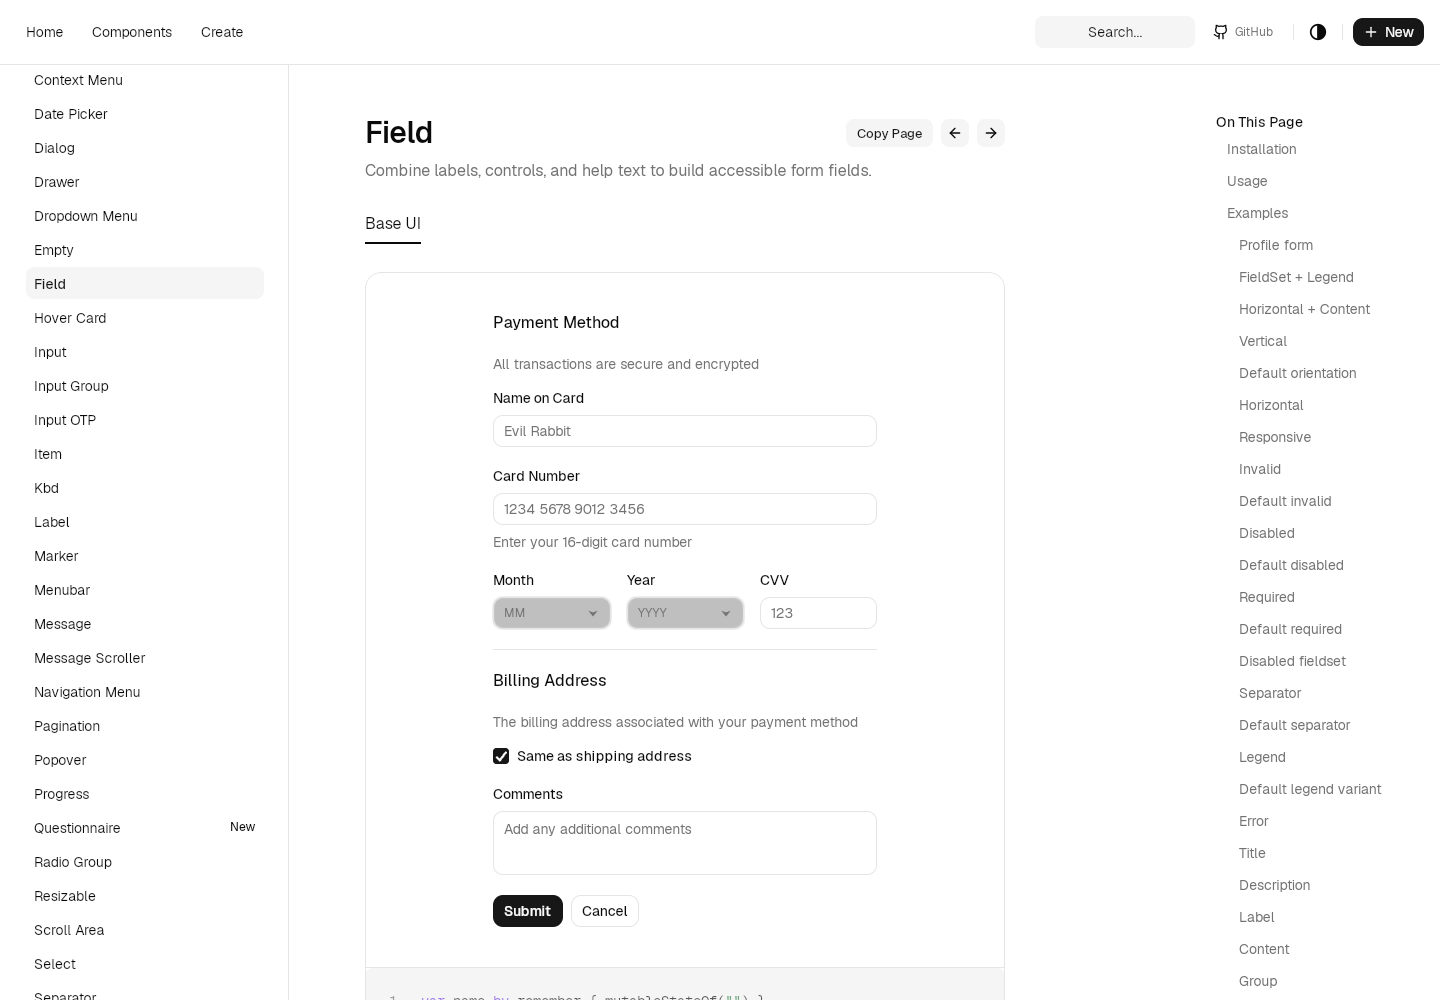 Home
Components
Create
Search...
GitHub
New
Context Menu
Date Picker
Dialog
Drawer
Dropdown Menu
Empty
Field
Hover Card
Input
Input Group
Input OTP
Item
Kbd
Label
Marker
Menubar
Message
Message Scroller
Navigation Menu
Pagination
Popover
Progress
Questionnaire New
Radio Group
Resizable
Scroll Area
Select
Separator
Field
Copy Page
Combine labels, controls, and help text to build accessible form fields.
Base UI
Payment Method
All transactions are secure and encrypted
Name on Card
Evil Rabbit
Card Number
1234 5678 9012 3456
Enter your 16-digit card number
Month Year CVV
MM YYYY 123
Billing Address
The billing address associated with your payment method
Same as shipping address
Comments
Add any additional comments
Submit Cancel
1 var name by remember { mutableStateOf("") }
On This Page
Installation
Usage
Examples
Profile form
FieldSet + Legend
Horizontal + Content
Vertical
Default orientation
Horizontal
Responsive
Invalid
Default invalid
Disabled
Default disabled
Required
Default required
Disabled fieldset
Separator
Default separator
Legend
Default legend variant
Error
Title
Description
Label
Content
Group